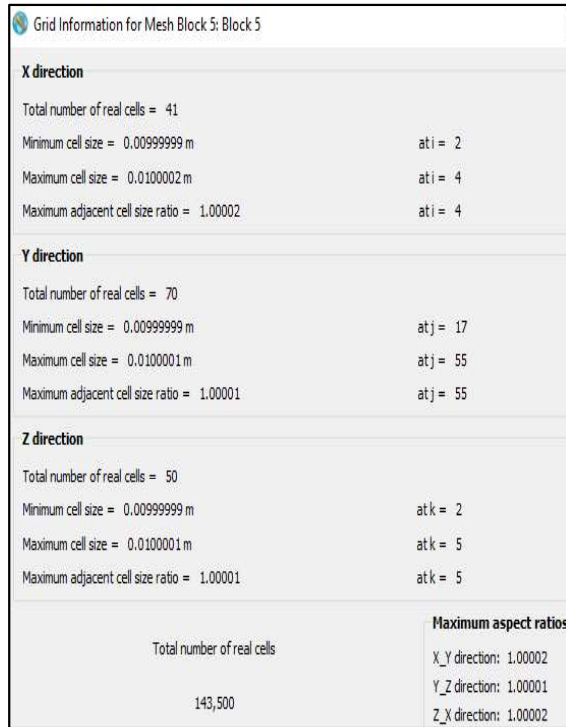 Grid Information for Mesh Block 5: Block 5
X direction
Total number of real cells = 41
Minimum cell size = 0.00999999 m at i = 2
Maximum cell size = 0.0100002 m at i = 4
Maximum adjacent cell size ratio = 1.00002 at i = 4
Y direction
Total number of real cells = 70
Minimum cell size = 0.00999999 m at j = 17
Maximum cell size = 0.0100001 m at j = 55
Maximum adjacent cell size ratio = 1.00001 at j = 55
Z direction
Total number of real cells = 50
Minimum cell size = 0.00999999 m at k = 2
Maximum cell size = 0.0100001 m at k = 5
Maximum adjacent cell size ratio = 1.00001 at k = 5
Total number of real cells
143,500
Maximum aspect ratios
X_Y direction: 1.00002
Y_Z direction: 1.00001
Z_X direction: 1.00002